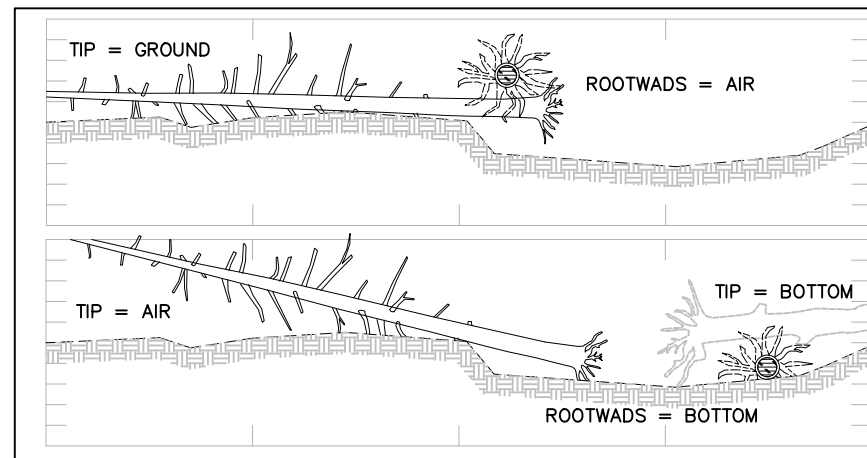 TIP = GROUND
ROOTWADS = AIR
TIP = AIR
TIP = BOTTOM
ROOTWADS = BOTTOM